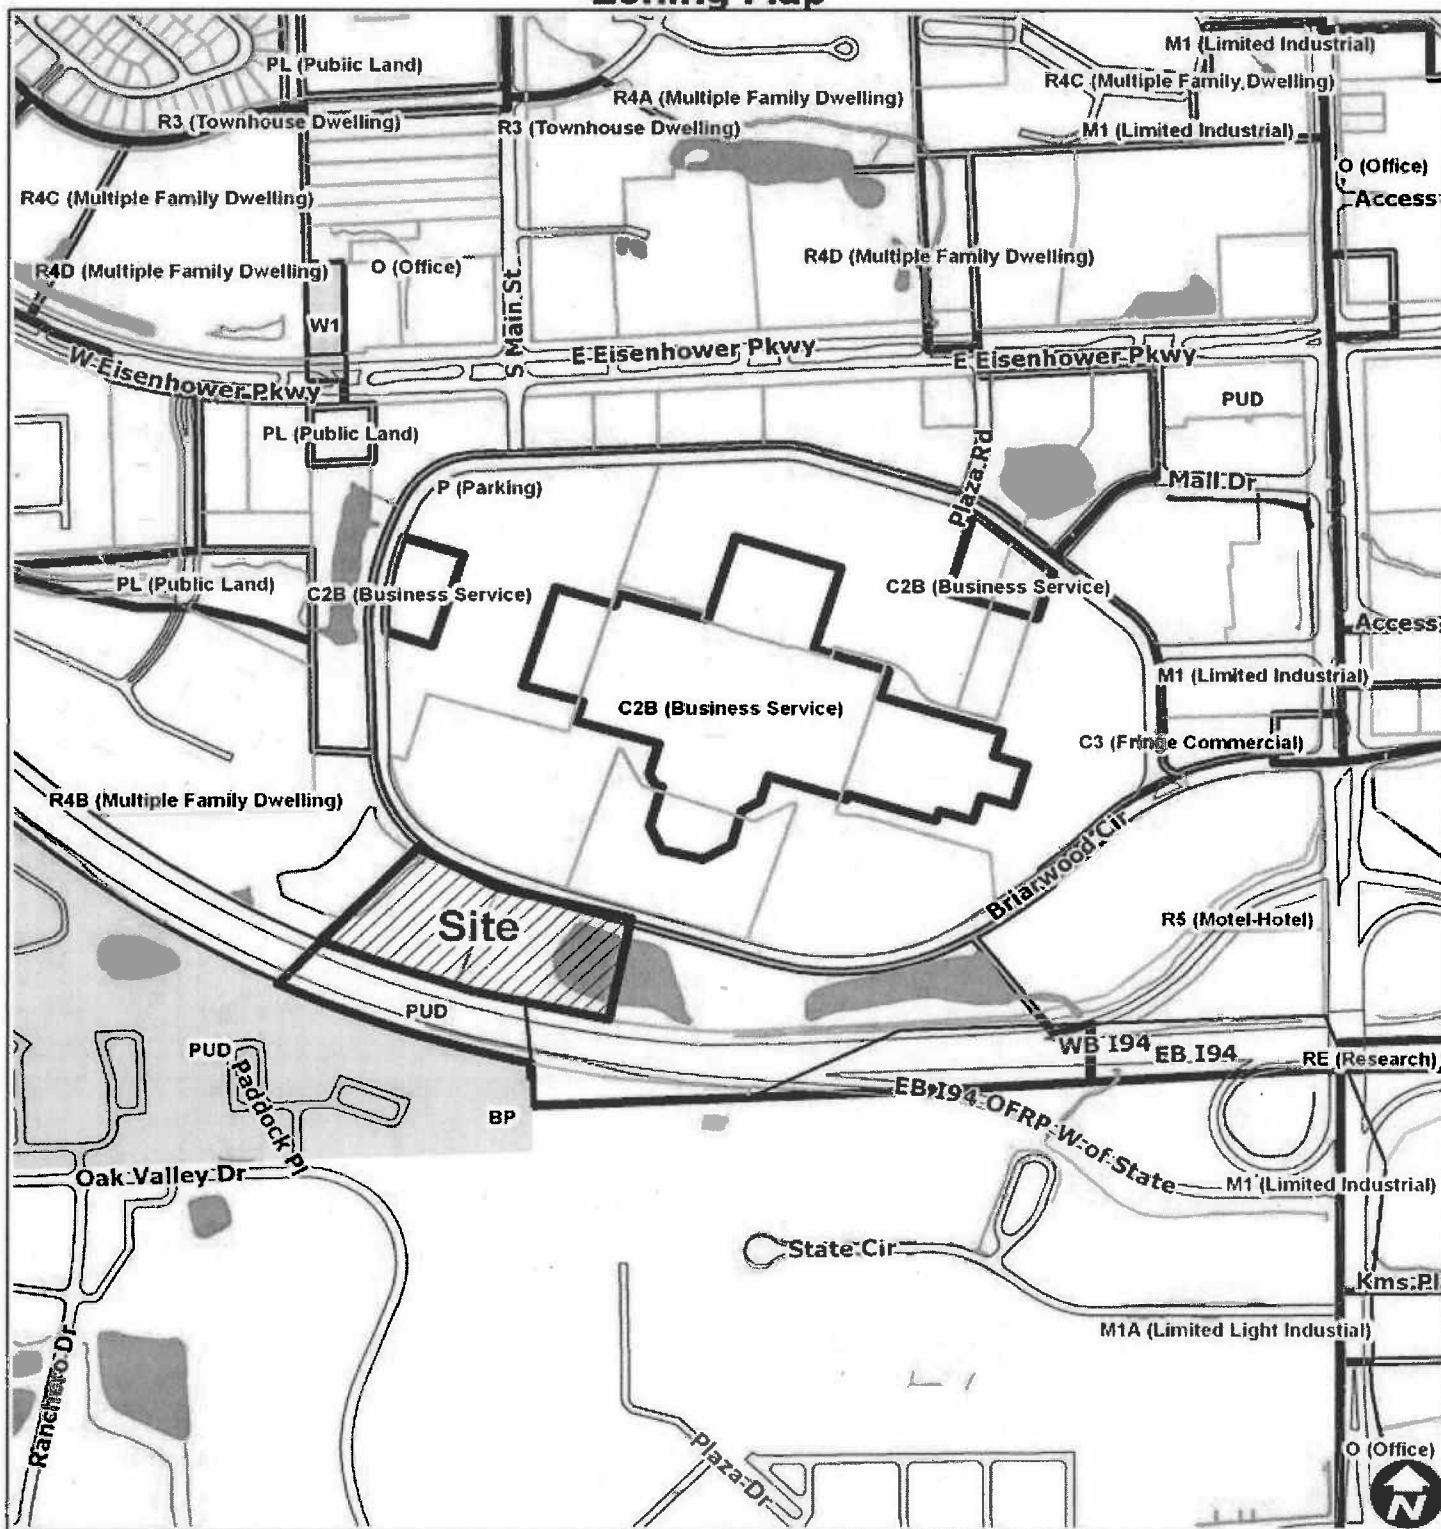 Zoning Map
M1 (Limited Industrial)
PL (Public Land)
R4C (Multiple Family Dwelling)
R4A (Multiple Family Dwelling)
R3 (Townhouse Dwelling)
R3 (Townhouse Dwelling)
M1 (Limited Industrial)
O (Office)
R4C (Multiple Family Dwelling)
Access
R4D (Multiple Family Dwelling)
O (Office)
R4D (Multiple Family Dwelling)
S Main St
W1
W Eisenhower Pkwy
E Eisenhower Pkwy
E Eisenhower Pkwy
PUD
PL (Public Land)
Plaza Rd
Mall Dr
P (Parking)
PL (Public Land)
C2B (Business Service)
C2B (Business Service)
Access
M1 (Limited Industrial)
C2B (Business Service)
C3 (Fringe Commercial)
R4B (Multiple Family Dwelling)
Briarwood Cir
Site
R5 (Motel-Hotel)
PUD
WB I94
EB I94
RE (Research)
PUD
Paddock Pl
BP
EB I94 OFRP W of State
Oak Valley Dr
M1 (Limited Industrial)
State Cir
Kms Pl
M1A (Limited Light Industial)
Ranchero Dr
Plaza Dr
O (Office)
N